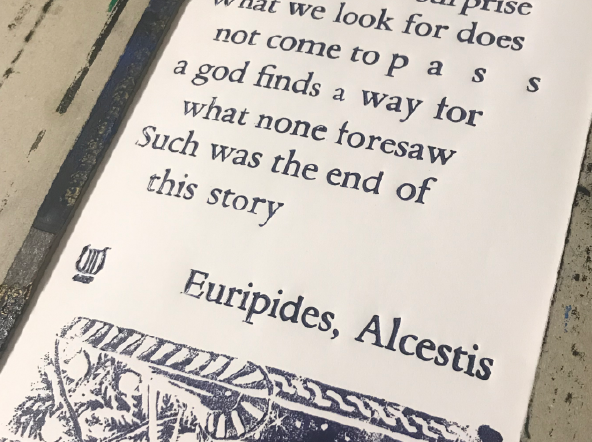 what we look for does
not come to p a s s
a god finds a way for
what none foresaw
Such was the end of
this story
Euripides, Alcestis